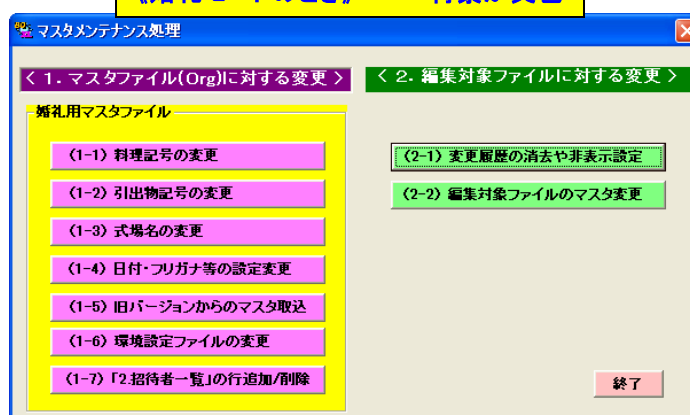 マスタメンテナンス処理
< 1. マスタファイル(Org)に対する変更 >
< 2. 編集対象ファイルに対する変更 >
婚礼用マスタファイル
(1-1) 料理記号の変更
(1-2) 引出物記号の変更
(1-3) 式場名の変更
(1-4) 日付・フリガナ等の設定変更
(1-5) 旧バージョンからのマスタ取込
(1-6) 環境設定ファイルの変更
(1-7) 「2.招待者一覧」の行追加/削除
(2-1) 変更履歴の消去や非表示設定
(2-2) 編集対象ファイルのマスタ変更
終了